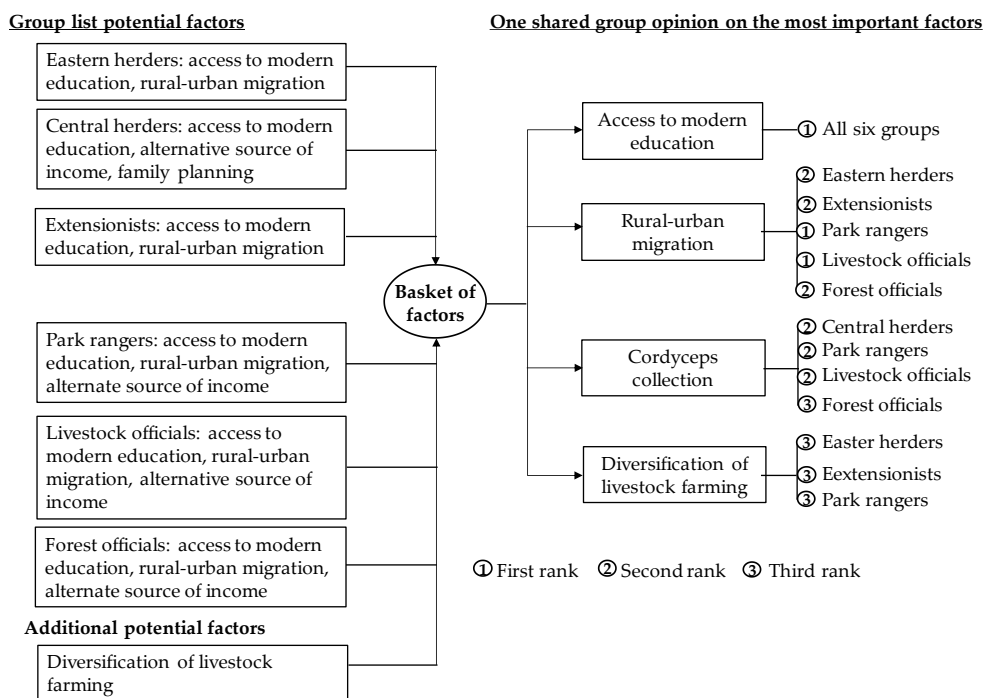 Group list potential factors
Eastern herders: access to modern
education, rural-urban migration
Central herders: access to modern
education, alternative source of
income, family planning
Extensionists: access to modern
education, rural-urban migration
Park rangers: access to modern
education, rural-urban migration,
alternate source of income
Livestock officials: access to
modern education, rural-urban
migration, alternative source of
income
Forest officials: access to modern
education, rural-urban migration,
alternate source of income
Additional potential factors
Diversification of livestock
farming
Basket of
factors
One shared group opinion on the most important factors
Access to modern
education
① All six groups
Rural-urban
migration
② Eastern herders
② Extensionists
① Park rangers
① Livestock officials
② Forest officials
Cordyceps
collection
② Central herders
② Park rangers
② Livestock officials
③ Forest officials
Diversification of
livestock farming
③ Easter herders
③ Eextensionists
③ Park rangers
① First rank ② Second rank ③ Third rank